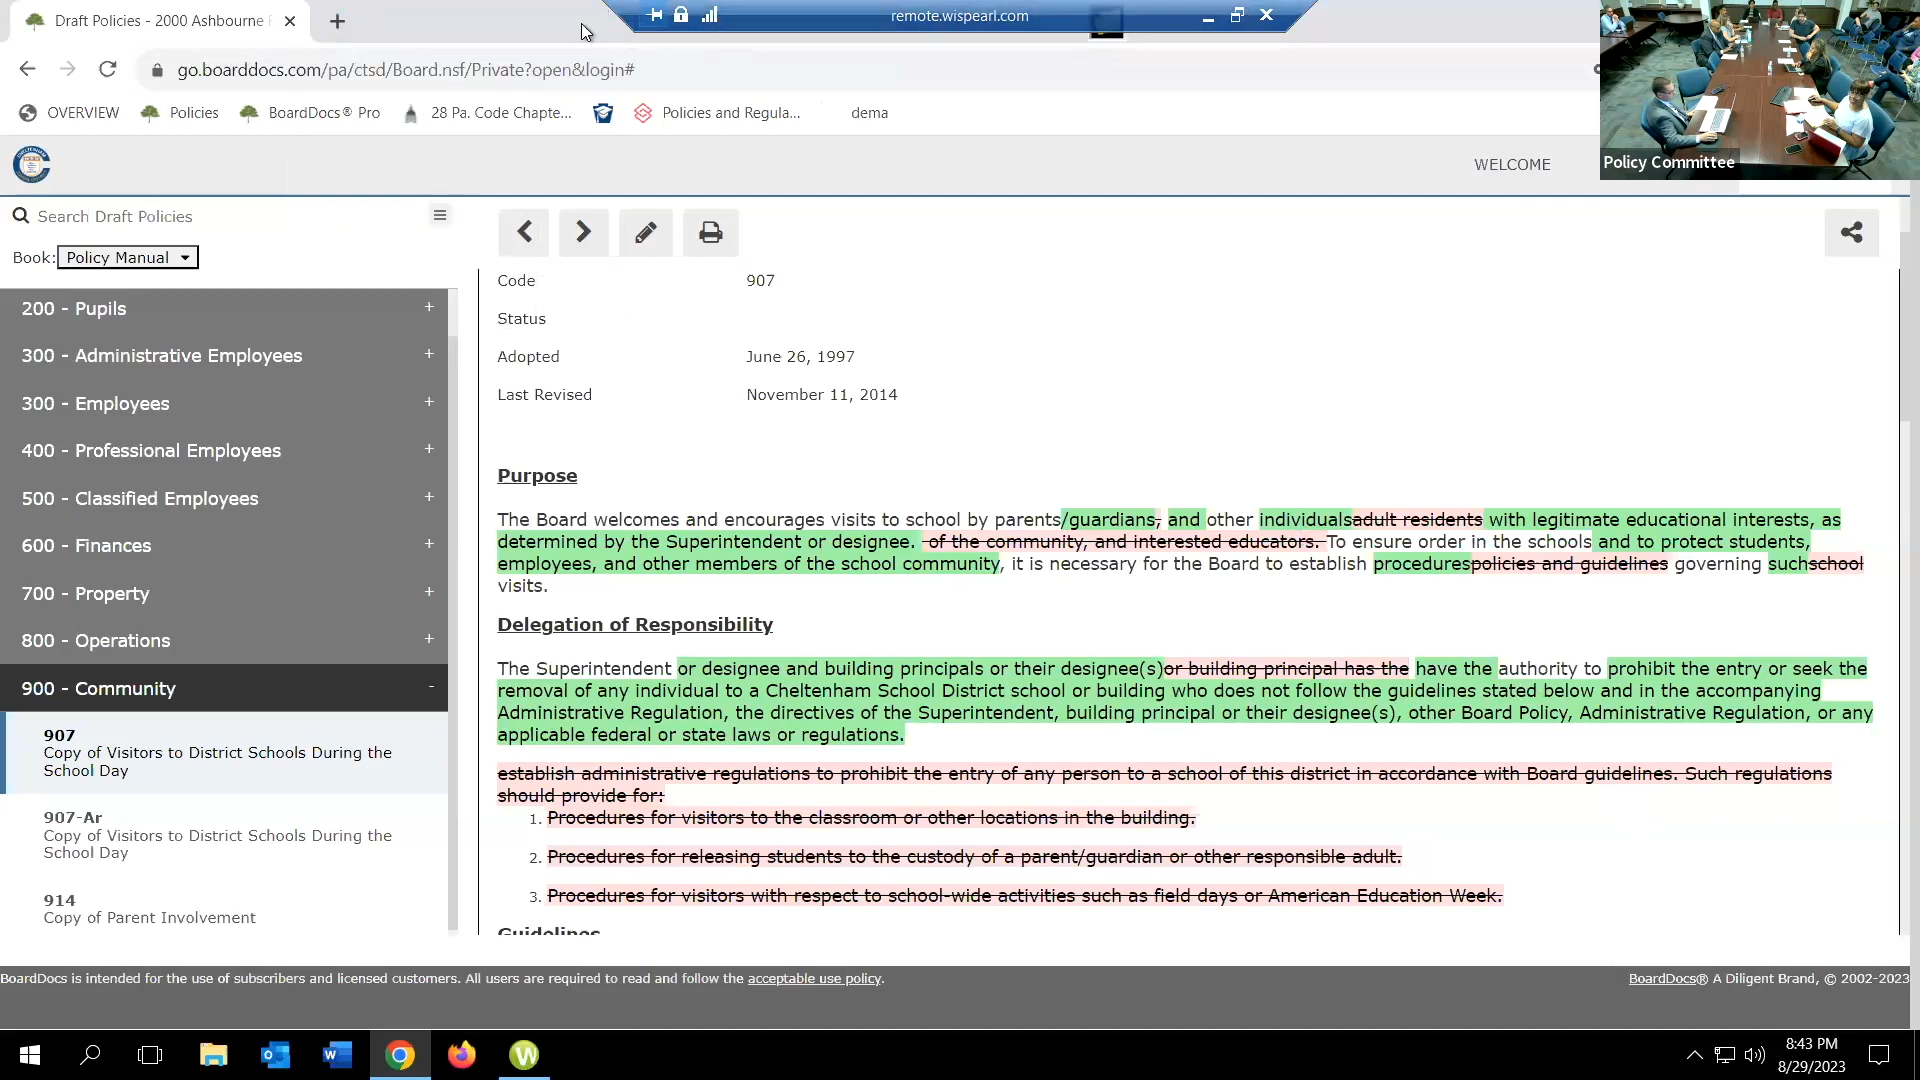 Draft Policies - 2000 Ashbourne
remote.wispearl.com
go.boarddocs.com/pa/ctsd/Board.nsf/Private?open&login#
OVERVIEW
Policies
BoardDocs® Pro
28 Pa. Code Chapte...
Policies and Regula...
dema
Policy Committee
WELCOME
Search Draft Policies
Book: Policy Manual
200 - Pupils +
300 - Administrative Employees +
300 - Employees +
400 - Professional Employees +
500 - Classified Employees +
600 - Finances +
700 - Property +
800 - Operations +
900 - Community -
907
Copy of Visitors to District Schools During the
School Day
907-Ar
Copy of Visitors to District Schools During the
School Day
914
Copy of Parent Involvement
Code 907
Status
Adopted June 26, 1997
Last Revised November 11, 2014
Purpose
The Board welcomes and encourages visits to school by parents/guardians, and other individualsadult residents with legitimate educational interests, as
determined by the Superintendent or designee. of the community, and interested educators. To ensure order in the schools and to protect students,
employees, and other members of the school community, it is necessary for the Board to establish procedurespolicies and guidelines governing suchschool
visits.
Delegation of Responsibility
The Superintendent or designee and building principals or their designee(s)or building principal has the have the authority to prohibit the entry or seek the
removal of any individual to a Cheltenham School District school or building who does not follow the guidelines stated below and in the accompanying
Administrative Regulation, the directives of the Superintendent, building principal or their designee(s), other Board Policy, Administrative Regulation, or any
applicable federal or state laws or regulations.
establish administrative regulations to prohibit the entry of any person to a school of this district in accordance with Board guidelines. Such regulations
should provide for:
1. Procedures for visitors to the classroom or other locations in the building.
2. Procedures for releasing students to the custody of a parent/guardian or other responsible adult.
3. Procedures for visitors with respect to school-wide activities such as field days or American Education Week.
Guidelines
BoardDocs is intended for the use of subscribers and licensed customers. All users are required to read and follow the acceptable use policy.
BoardDocs® A Diligent Brand, © 2002-2023
8:43 PM
8/29/2023